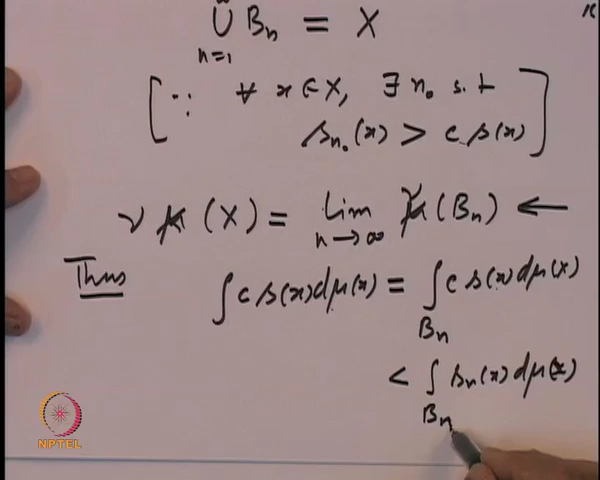 ∞
⋃ Bₙ = X
n=1
[∵ ∀ x ∈ X, ∃ n₀ s.t
sₙ₀(x) > c s(x)]
ν (X) = Lim ν(Bₙ) ←
n→∞
Thus ∫ c s(x) dμ(x) = ∫ c s(x) dμ(x)
Bₙ
< ∫ sₙ(x) dμ(x)
Bₙ
NPTEL